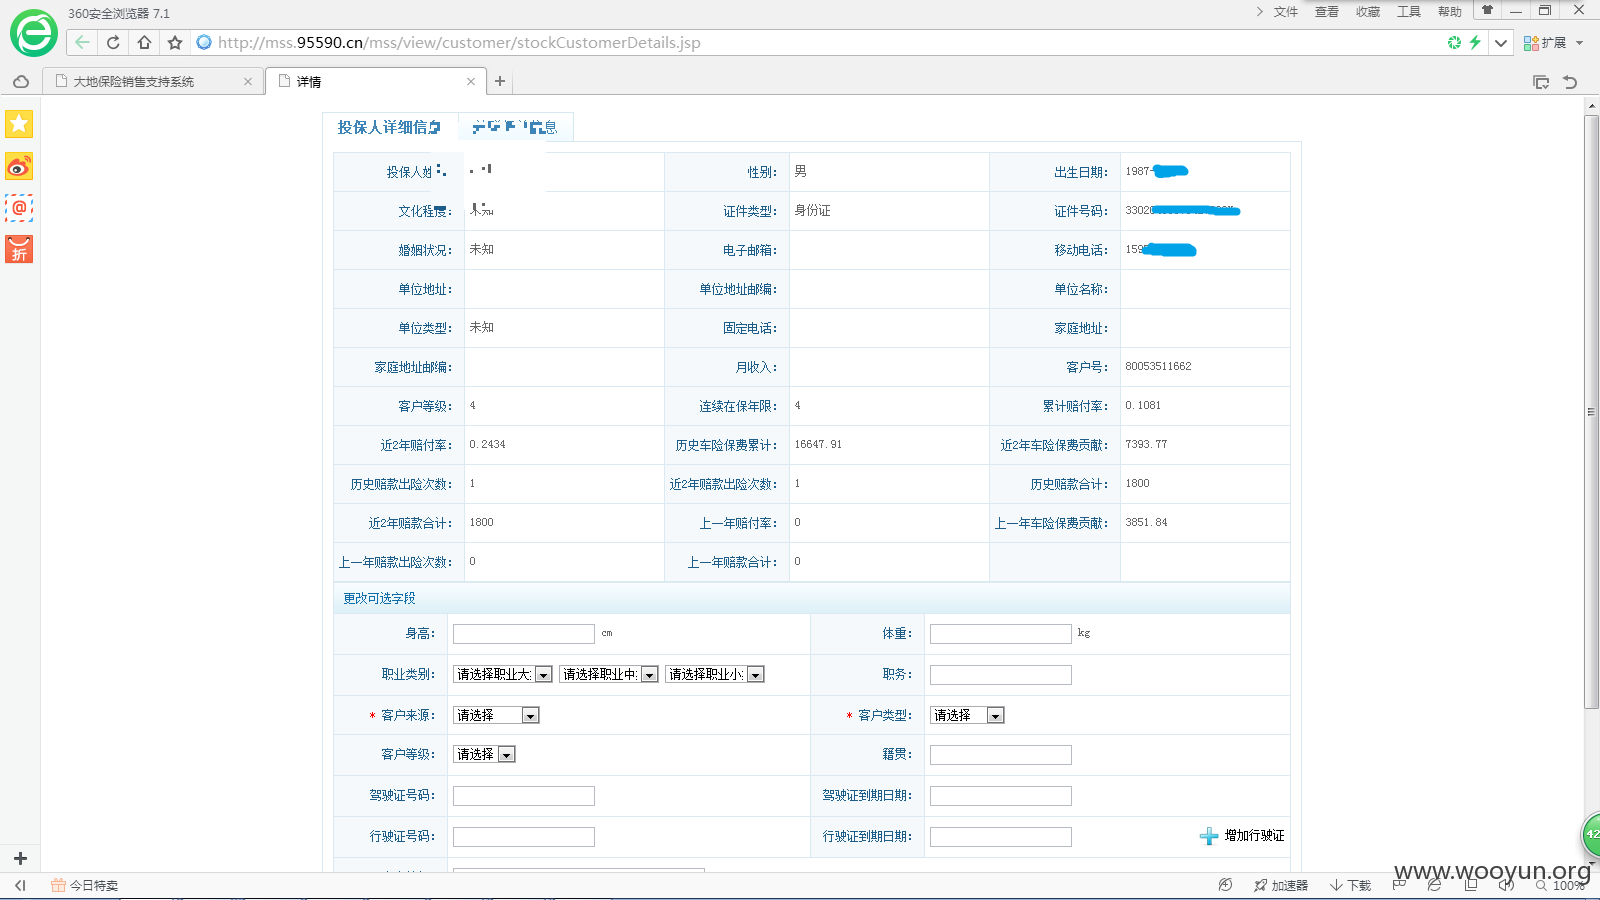 360安全浏览器 7.1
文件 查看 收藏 工具 帮助
http://mss.95590.cn/mss/view/customer/stockCustomerDetails.jsp
扩展
大地保险销售支持系统
详情
投保人详细信息
息
投保人姓
性别： 男
出生日期： 1987-
文化程度： 未知
证件类型： 身份证
证件号码： 3302
婚姻状况： 未知
电子邮箱：
移动电话： 159
单位地址：
单位地址邮编：
单位名称：
单位类型： 未知
固定电话：
家庭地址：
家庭地址邮编：
月收入：
客户号： 80053511662
客户等级： 4
连续在保年限： 4
累计赔付率： 0.1081
近2年赔付率： 0.2434
历史车险保费累计： 16647.91
近2年车险保费贡献： 7393.77
历史赔款出险次数： 1
近2年赔款出险次数： 1
历史赔款合计： 1800
近2年赔款合计： 1800
上一年赔付率： 0
上一年车险保费贡献： 3851.84
上一年赔款出险次数： 0
上一年赔款合计： 0
更改可选字段
身高： cm
体重： kg
职业类别： 请选择职业大 请选择职业中 请选择职业小
职务：
* 客户来源： 请选择
* 客户类型： 请选择
客户等级： 请选择
籍贯：
驾驶证号码：
驾驶证到期日期：
行驶证号码：
行驶证到期日期：
增加行驶证
折
42
www.wooyun.org
今日特卖
加速器 下载 100%